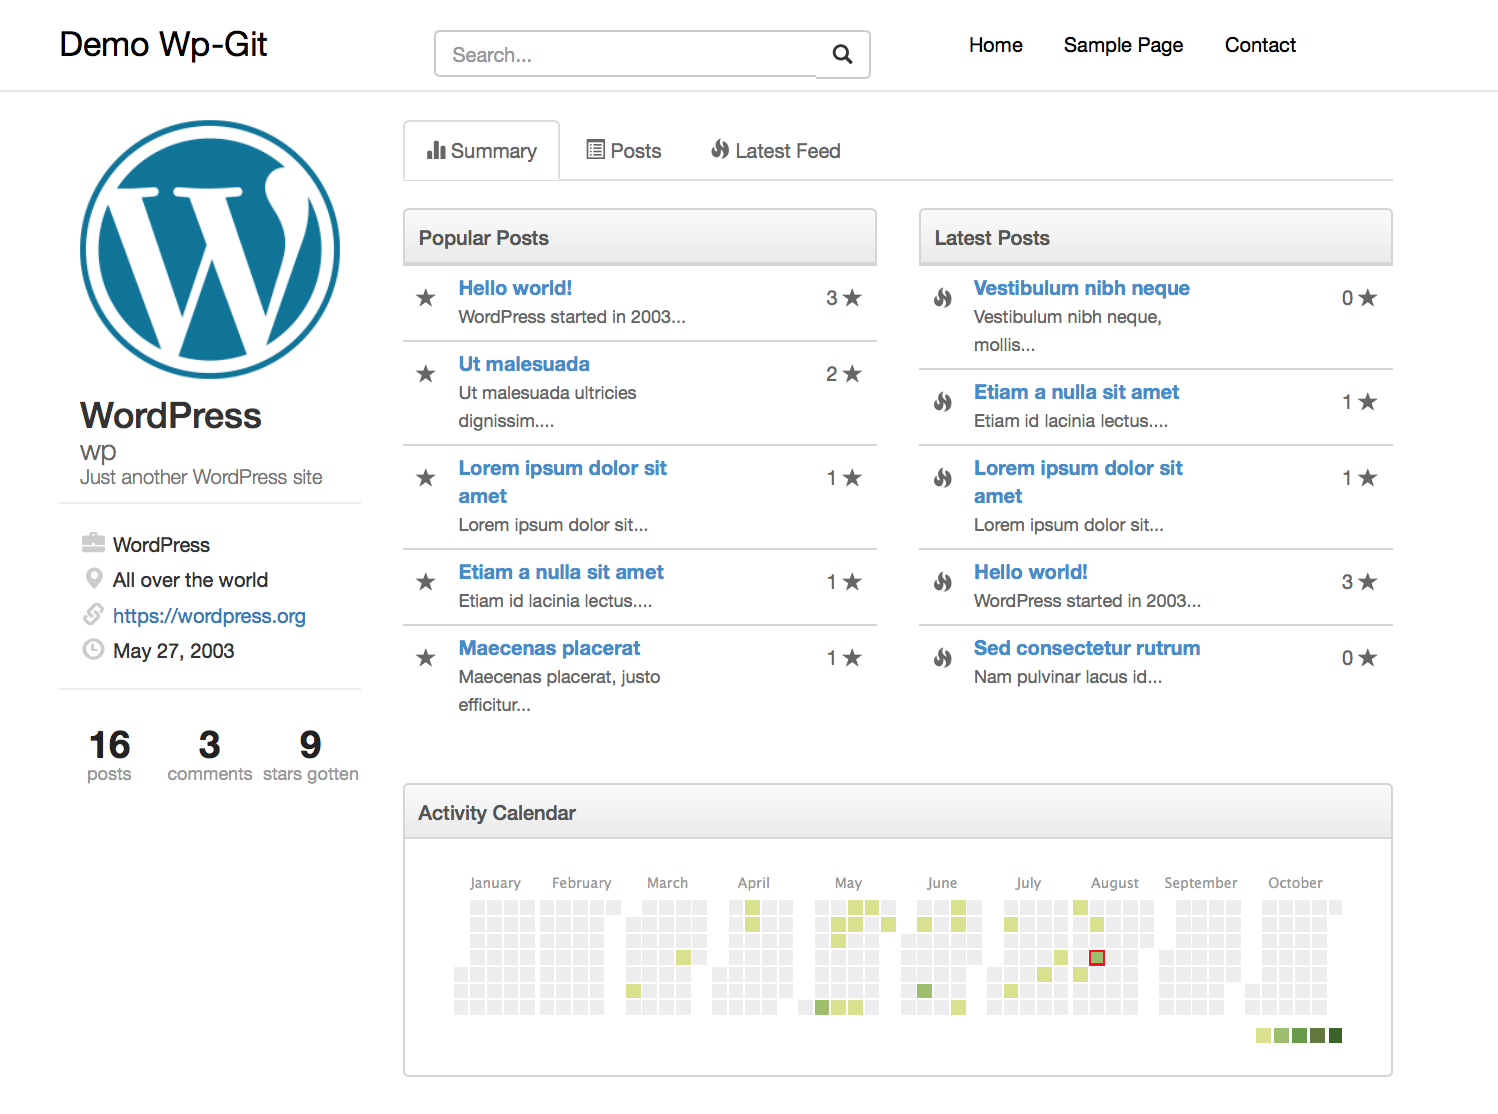 Demo Wp-Git
Search...
Home Sample Page Contact
Summary Posts Latest Feed
WordPress
wp
Just another WordPress site
WordPress
All over the world
https://wordpress.org
May 27, 2003
16 3 9
posts comments stars gotten
Popular Posts
Hello world! 3
WordPress started in 2003...
Ut malesuada 2
Ut malesuada ultricies
dignissim....
Lorem ipsum dolor sit 1
amet
Lorem ipsum dolor sit...
Etiam a nulla sit amet 1
Etiam id lacinia lectus....
Maecenas placerat 1
Maecenas placerat, justo
efficitur...
Latest Posts
Vestibulum nibh neque 0
Vestibulum nibh neque,
mollis...
Etiam a nulla sit amet 1
Etiam id lacinia lectus....
Lorem ipsum dolor sit 1
amet
Lorem ipsum dolor sit...
Hello world! 3
WordPress started in 2003...
Sed consectetur rutrum 0
Nam pulvinar lacus id...
Activity Calendar
January February March April May June July August September October